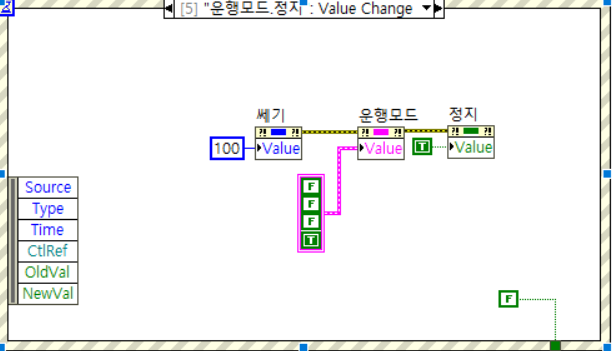 [5] "운행모드.정지": Value Change
쎄기
운행모드
정지
?! ?!
?! ?!
?! ?!
100
Value
Value
T
Value
F
F
F
T
Source
Type
Time
CtlRef
OldVal
NewVal
F